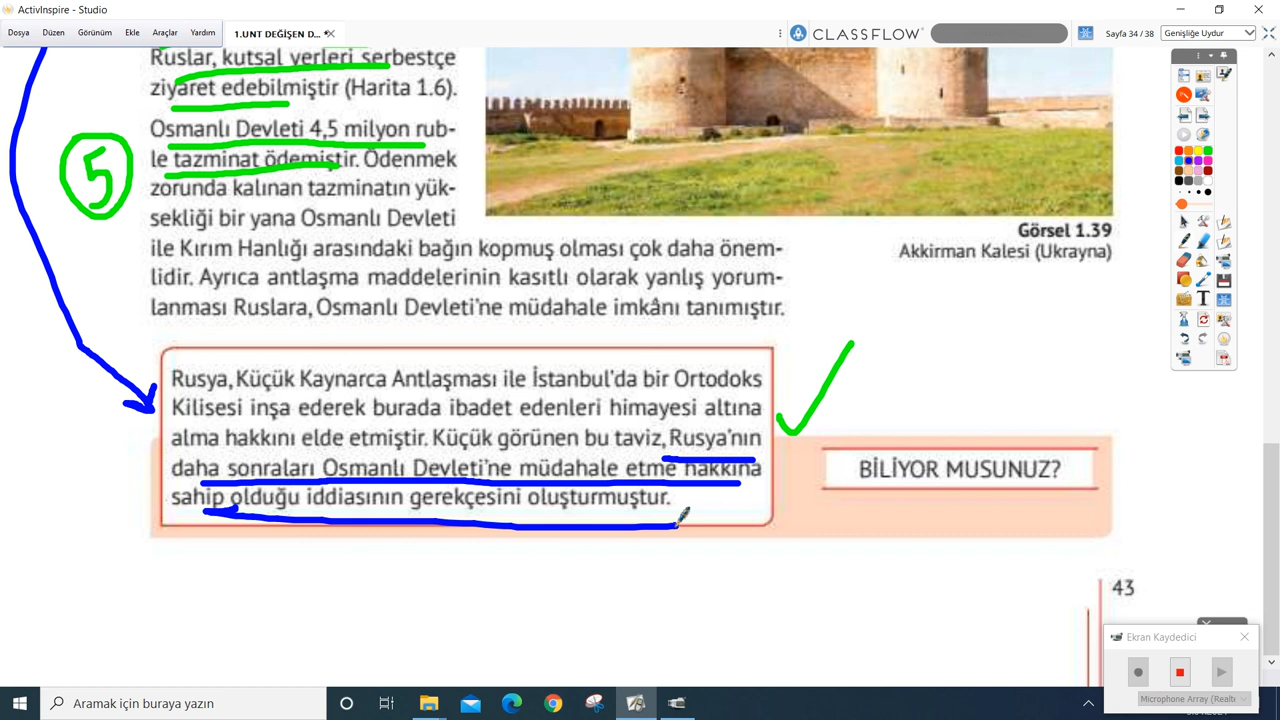 ActivInspire - Studio
Dosya Düzen Görünüm Ekle Araçlar Yardım
1.UNT DEĞİŞEN D...
CLASSFLOW
Sayfa 34 / 38
Genişliğe Uydur
Ruslar, kutsal yerleri serbestçe
ziyaret edebilmiştir (Harita 1.6).
Osmanlı Devleti 4,5 milyon rub-
le tazminat ödemiştir. Ödenmek
zorunda kalınan tazminatın yük-
sekliği bir yana Osmanlı Devleti
ile Kırım Hanlığı arasındaki bağın kopmuş olması çok daha önem-
lidir. Ayrıca antlaşma maddelerinin kasıtlı olarak yanlış yorum-
lanması Ruslara, Osmanlı Devleti'ne müdahale imkânı tanımıştır.
5
Görsel 1.39
Akkirman Kalesi (Ukrayna)
Rusya, Küçük Kaynarca Antlaşması ile İstanbul'da bir Ortodoks
Kilisesi inşa ederek burada ibadet edenleri himayesi altına
alma hakkını elde etmiştir. Küçük görünen bu taviz, Rusya'nın
daha sonraları Osmanlı Devleti'ne müdahale etme hakkına
sahip olduğu iddiasının gerekçesini oluşturmuştur.
BİLİYOR MUSUNUZ?
43
Ekran Kaydedici
Microphone Array (Realt
Aramak için buraya yazın